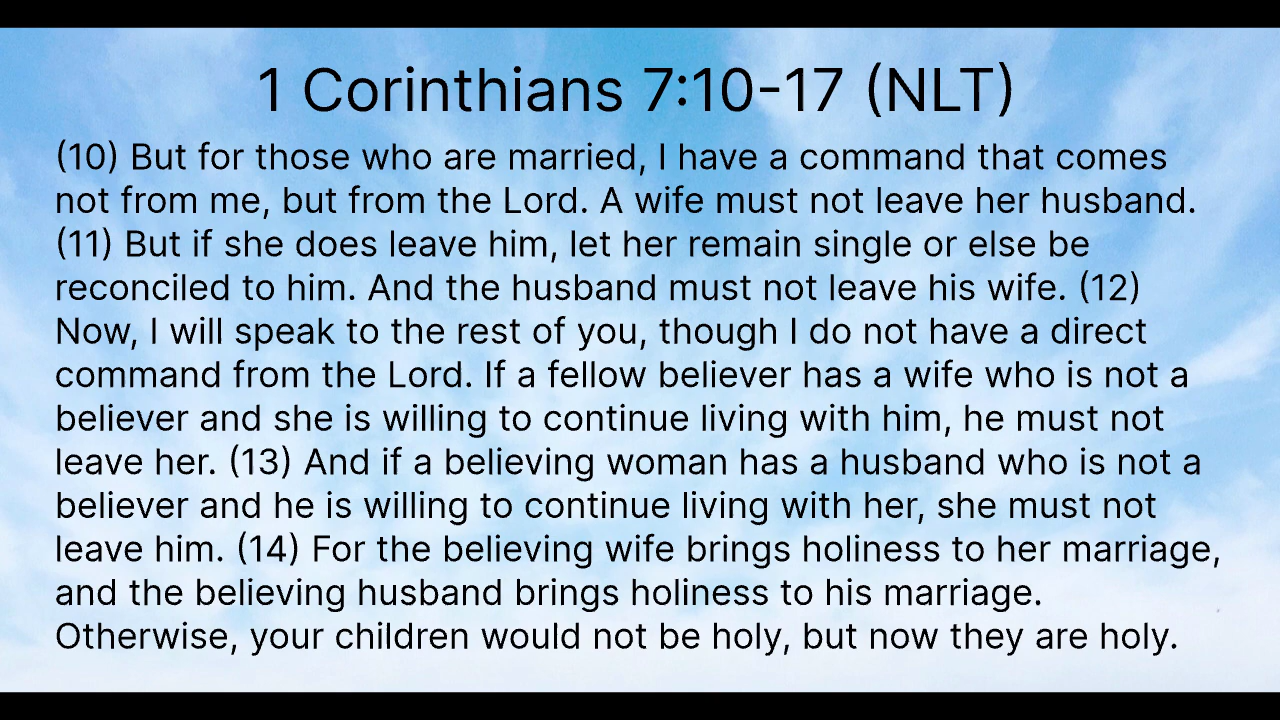 1 Corinthians 7:10-17 (NLT)
(10) But for those who are married, I have a command that comes
not from me, but from the Lord. A wife must not leave her husband.
(11) But if she does leave him, let her remain single or else be
reconciled to him. And the husband must not leave his wife. (12)
Now, I will speak to the rest of you, though I do not have a direct
command from the Lord. If a fellow believer has a wife who is not a
believer and she is willing to continue living with him, he must not
leave her. (13) And if a believing woman has a husband who is not a
believer and he is willing to continue living with her, she must not
leave him. (14) For the believing wife brings holiness to her marriage,
and the believing husband brings holiness to his marriage.
Otherwise, your children would not be holy, but now they are holy.